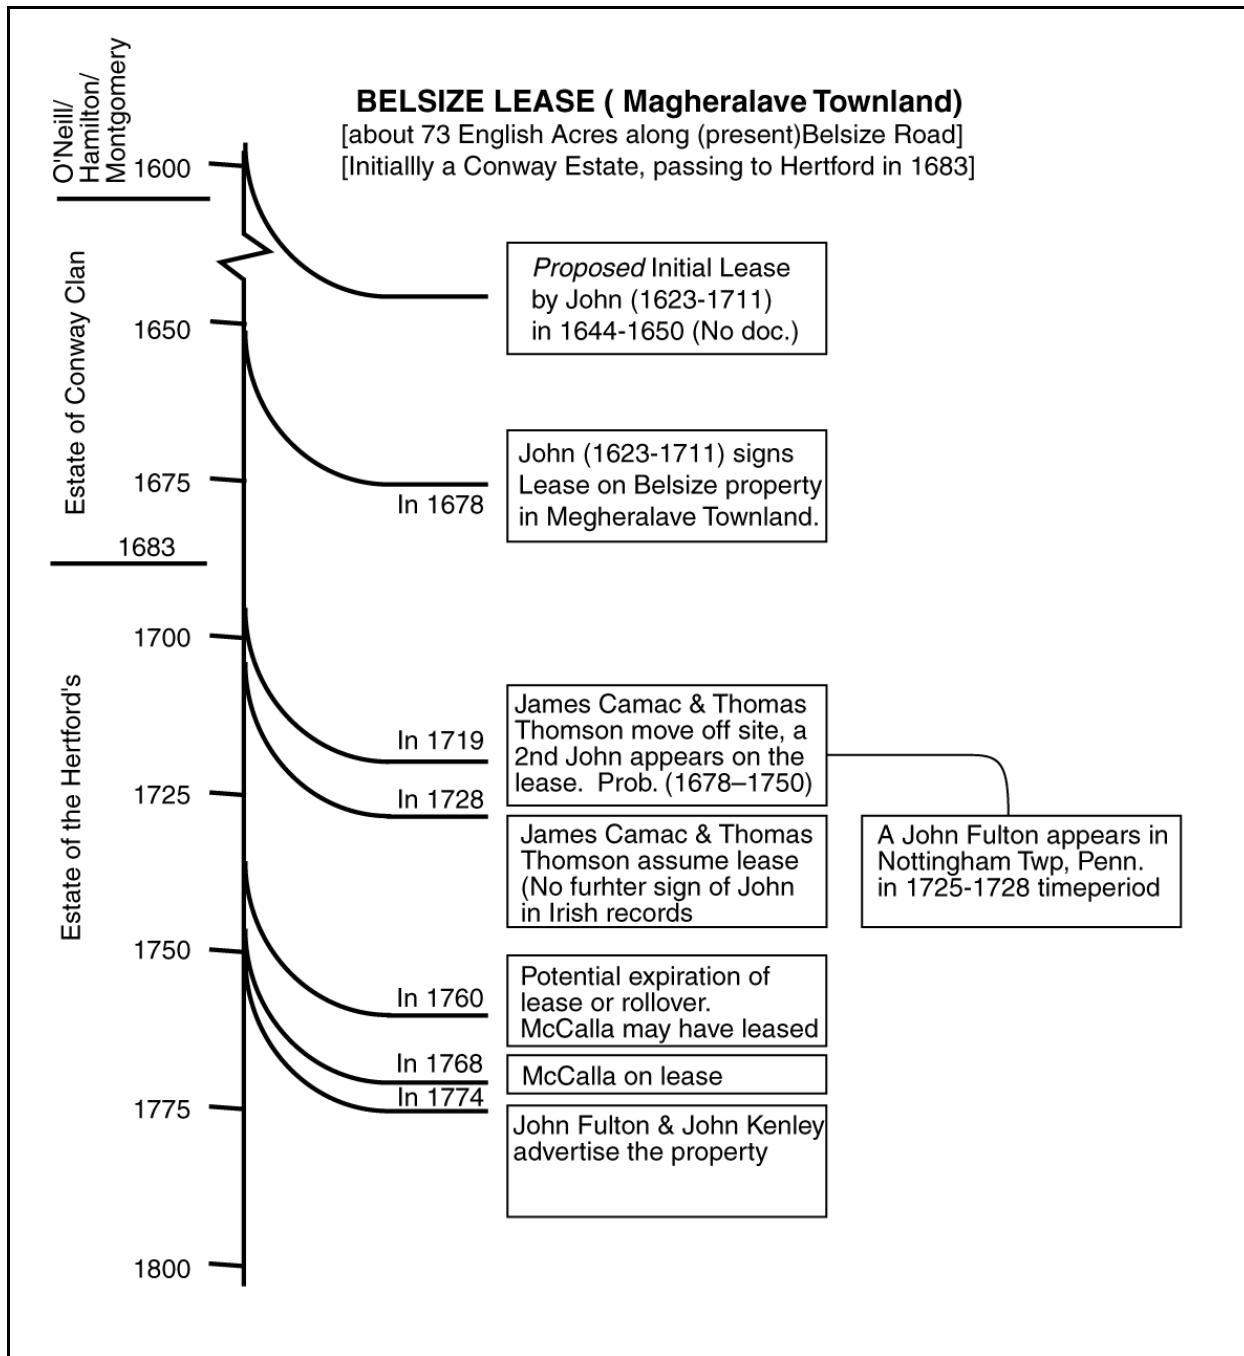 BELSIZE LEASE ( Magheralave Townland)
[about 73 English Acres along (present)Belsize Road]
[Initiallly a Conway Estate, passing to Hertford in 1683]
O'Neill/
Hamilton/
Montgomery
1600
Estate of Conway Clan
Proposed Initial Lease
by John (1623-1711)
in 1644-1650 (No doc.)
1650
John (1623-1711) signs
Lease on Belsize property
in Megheralave Townland.
1675
In 1678
1683
Estate of the Hertford's
1700
James Camac & Thomas
Thomson move off site, a
2nd John appears on the
lease.  Prob. (1678–1750)
In 1719
1725
In 1728
James Camac & Thomas
Thomson assume lease
(No furhter sign of John
in Irish records
A John Fulton appears in
Nottingham Twp, Penn.
in 1725-1728 timeperiod
1750
In 1760
Potential expiration of
lease or rollover.
McCalla may have leased
In 1768
McCalla on lease
In 1774
1775
John Fulton & John Kenley
advertise the property
1800